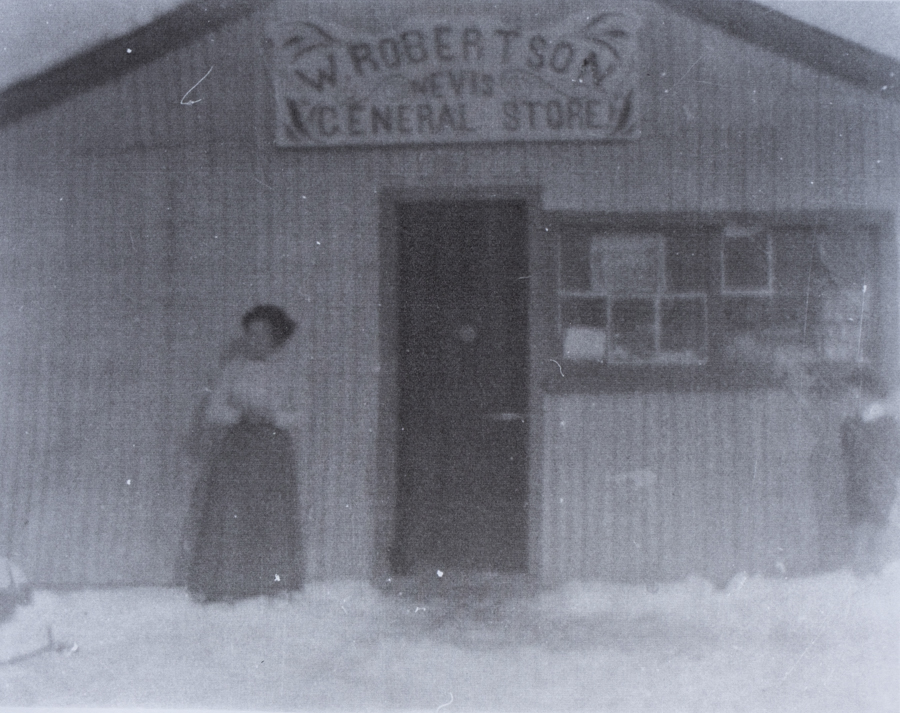 W. ROBERTSON
NEVIS
GENERAL STORE